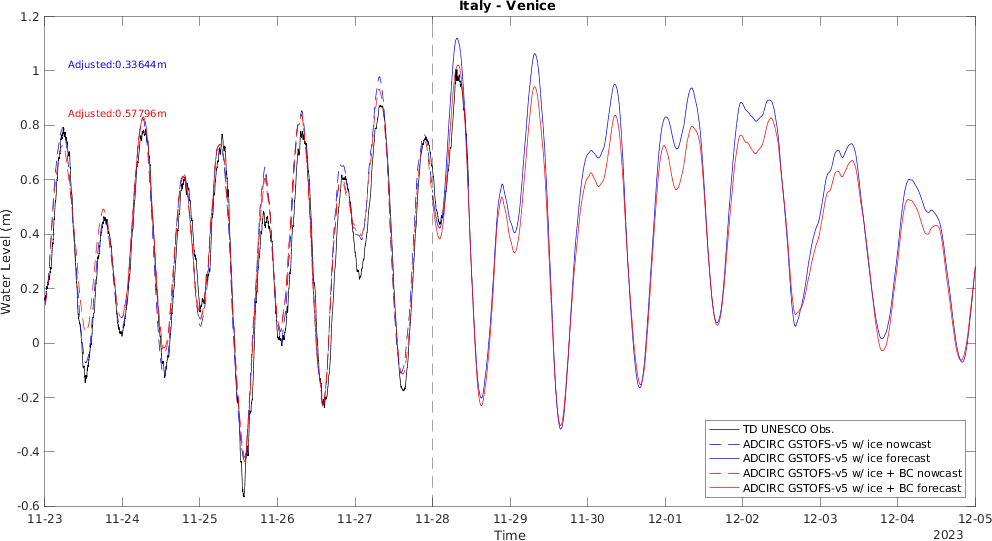 Italy - Venice
Adjusted:0.33644m
Adjusted:0.57796m
Water Level (m)
1.2
1
0.8
0.6
0.4
0.2
0
-0.2
-0.4
-0.6
TD UNESCO Obs.
ADCIRC GSTOFS-v5 w/ ice nowcast
ADCIRC GSTOFS-v5 w/ ice forecast
ADCIRC GSTOFS-v5 w/ ice + BC nowcast
ADCIRC GSTOFS-v5 w/ ice + BC forecast
11-23 11-24 11-25 11-26 11-27 11-28 11-29 11-30 12-01 12-02 12-03 12-04 12-05
Time
2023